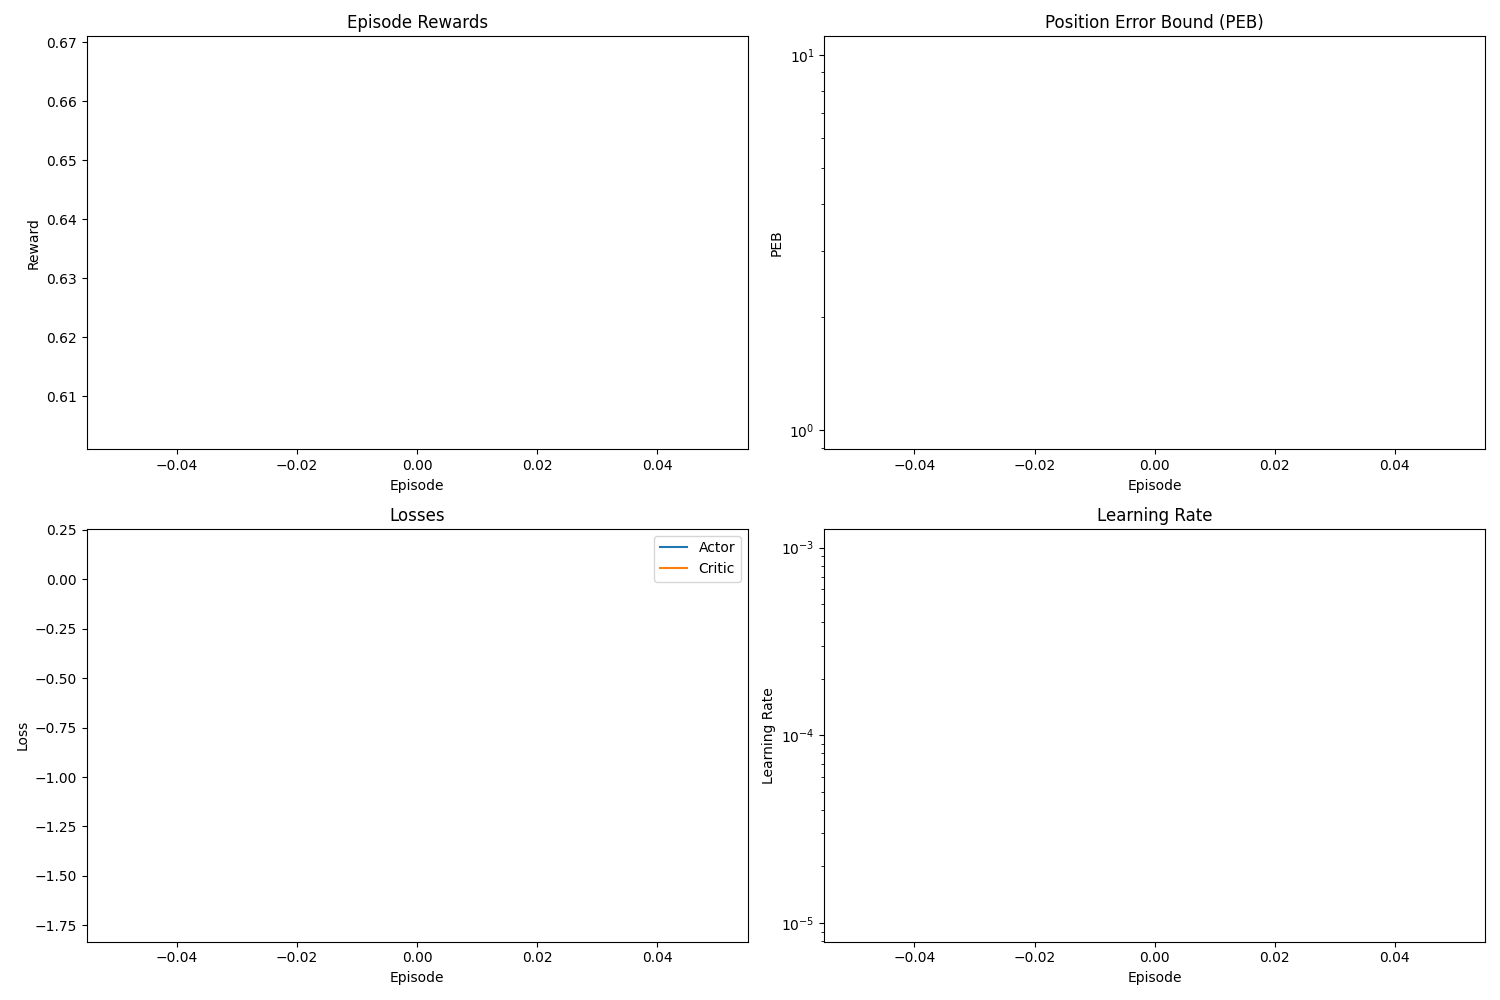 Episode Rewards
0.67
0.66
0.65
0.64
0.63
0.62
0.61
Reward
−0.04 −0.02 0.00 0.02 0.04
Episode
Position Error Bound (PEB)
10¹
10⁰
PEB
−0.04 −0.02 0.00 0.02 0.04
Episode
Losses
0.25
0.00
−0.25
−0.50
−0.75
−1.00
−1.25
−1.50
−1.75
Loss
Actor
Critic
−0.04 −0.02 0.00 0.02 0.04
Episode
Learning Rate
10⁻³
10⁻⁴
10⁻⁵
Learning Rate
−0.04 −0.02 0.00 0.02 0.04
Episode